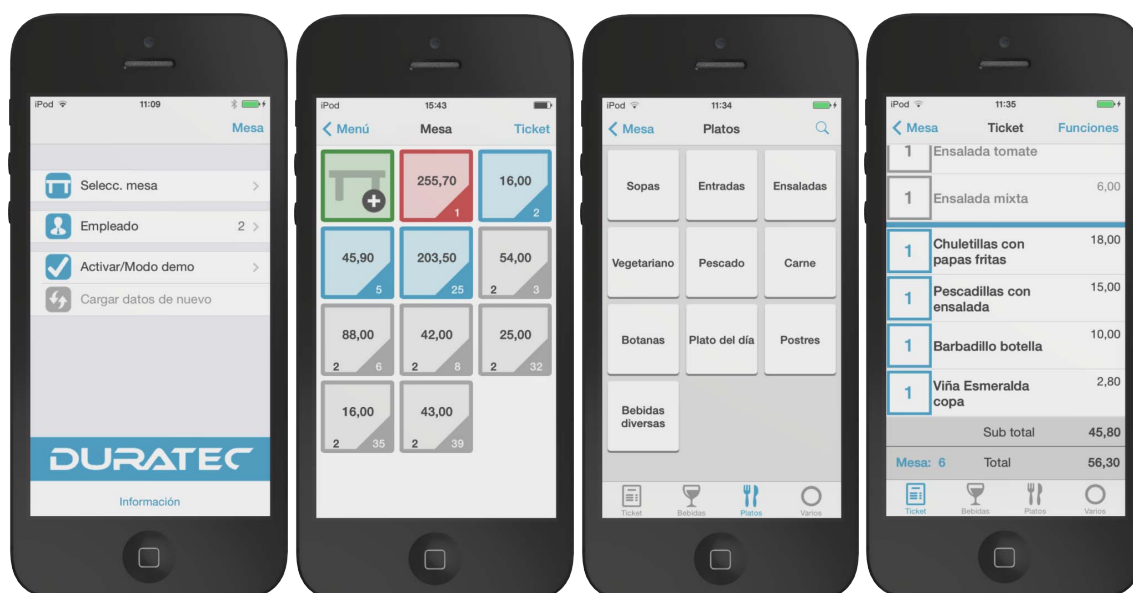 iPod 11:09
Mesa
Selecc. mesa
Empleado 2
Activar/Modo demo
Cargar datos de nuevo
DURATEC
Información
iPod 15:43
Menú Mesa Ticket
255,70 16,00
1 2
45,90 203,50 54,00
5 25 2 3
88,00 42,00 25,00
2 6 2 8 2 32
16,00 43,00
2 35 2 39
iPod 11:34
Mesa Platos
Sopas Entradas Ensaladas
Vegetariano Pescado Carne
Botanas Plato del día Postres
Bebidas
diversas
Ticket Bebidas Platos Varios
iPod 11:35
Mesa Ticket Funciones
1 Ensalada tomate
1 Ensalada mixta 6,00
1 Chuletillas con 18,00
papas fritas
1 Pescadillas con 15,00
ensalada
1 Barbadillo botella 10,00
1 Viña Esmeralda 2,80
copa
Sub total 45,80
Mesa: 6 Total 56,30
Ticket Bebidas Platos Varios